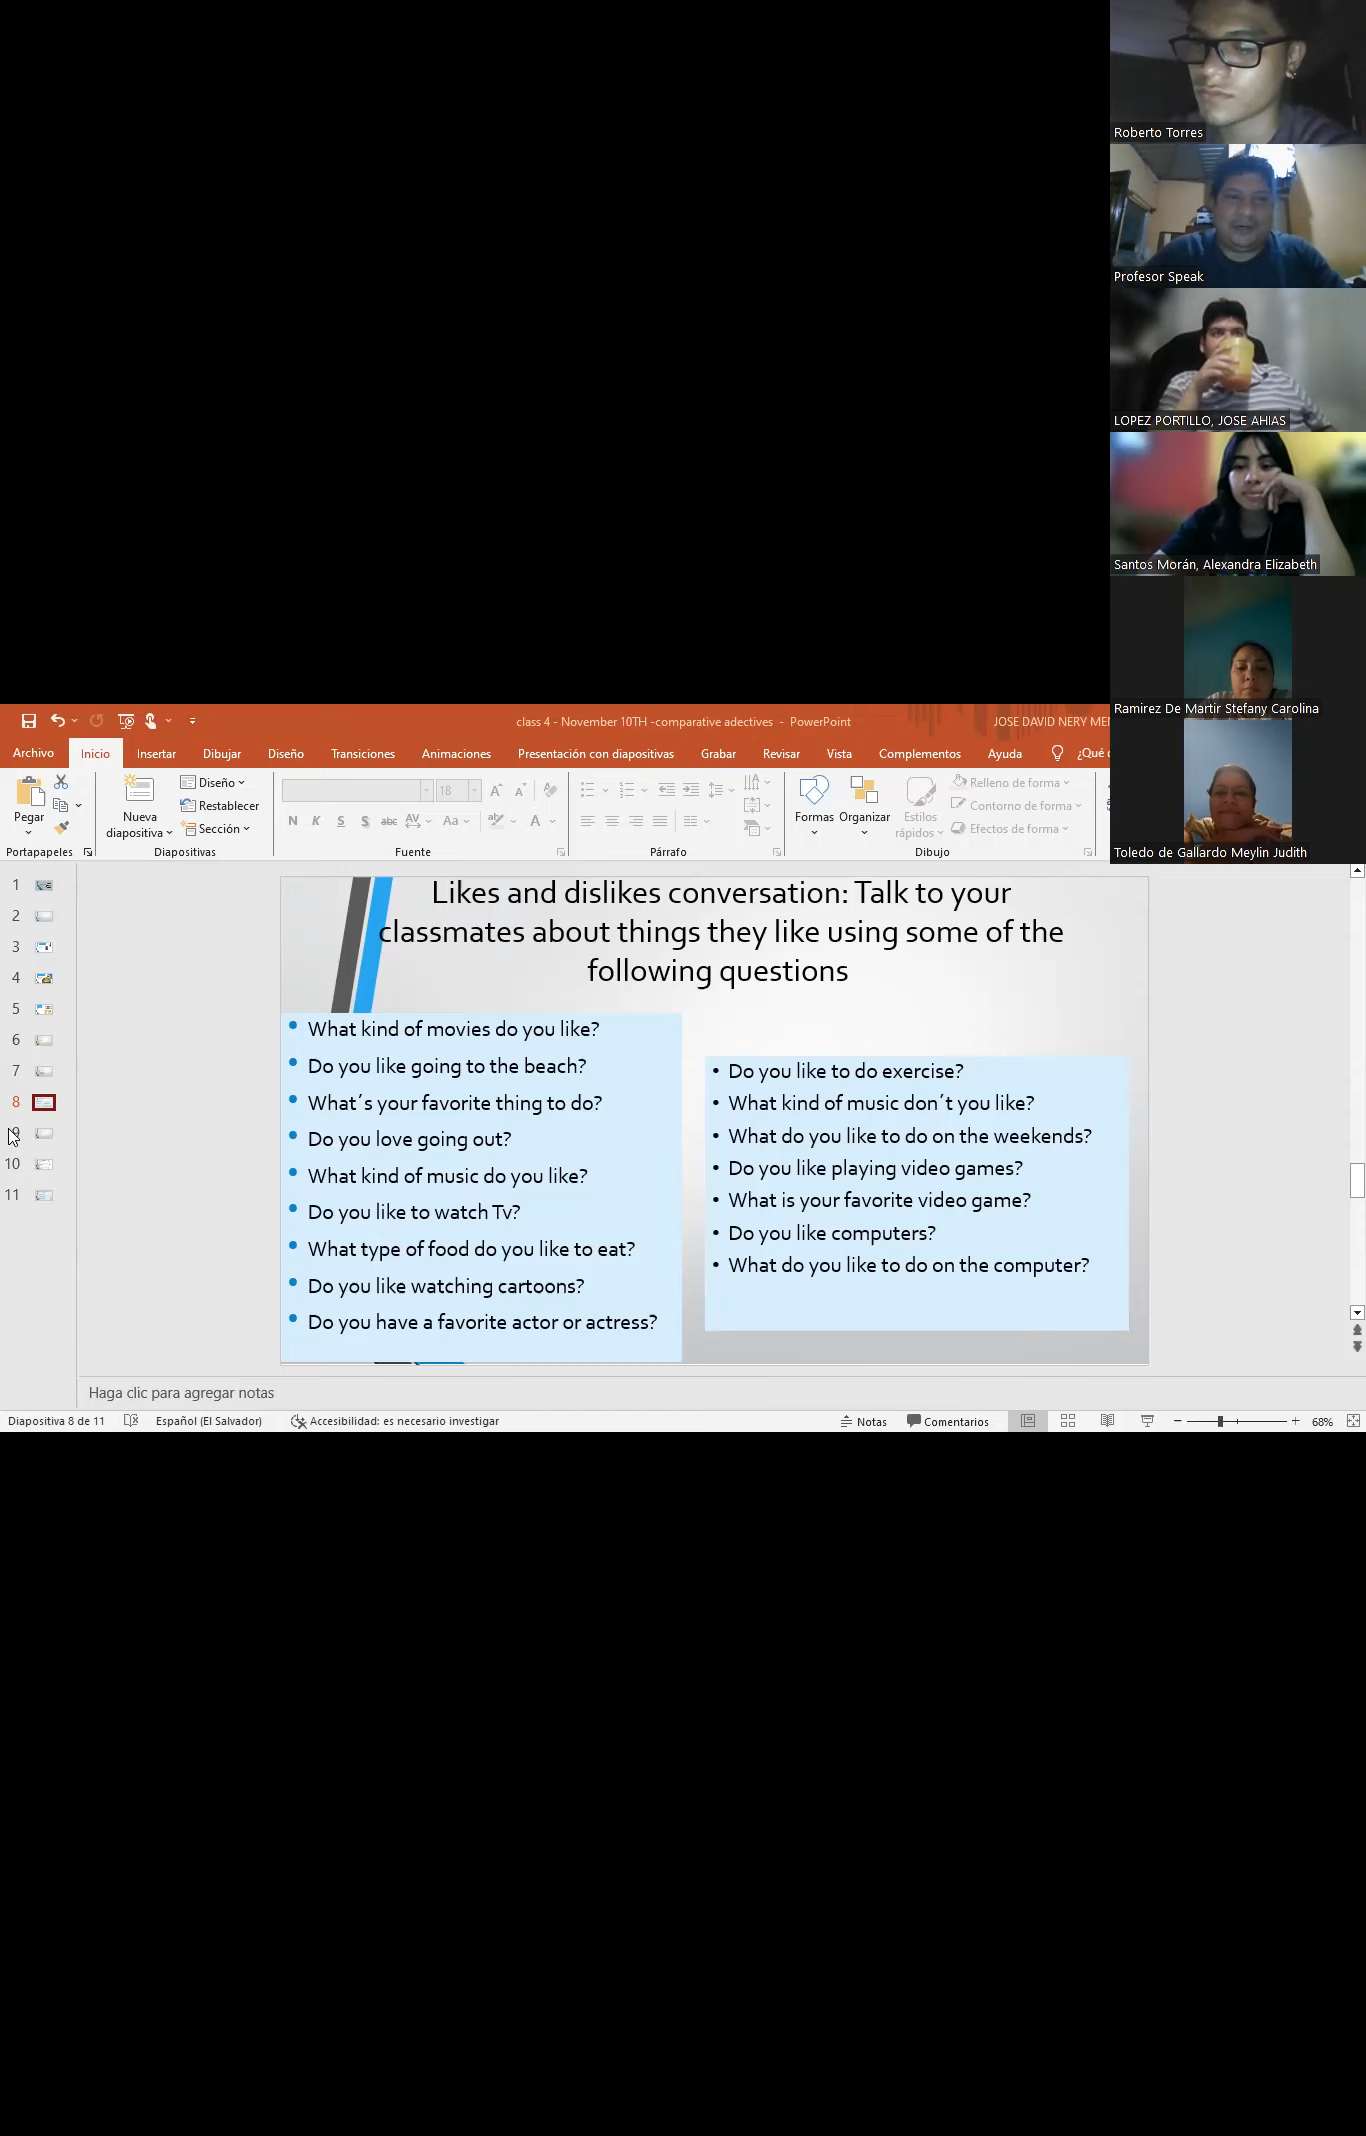 Roberto Torres
Profesor Speak
LOPEZ PORTILLO, JOSE AHIAS
Santos Morán, Alexandra Elizabeth
Ramirez De Martir Stefany Carolina
Toledo de Gallardo Meylin Judith
class 4 - November 10TH -comparative adectives - PowerPoint
JOSE DAVID NERY MEN
Archivo Inicio Insertar Dibujar Diseño Transiciones Animaciones Presentación con diapositivas Grabar Revisar Vista Complementos Ayuda ¿Qué
Pegar
Nueva diapositiva
Diseño
Restablecer
Sección
18
N K S S abc AV Aa A
Formas
Organizar
Estilos rápidos
Relleno de forma
Contorno de forma
Efectos de forma
Portapapeles Diapositivas Fuente Párrafo Dibujo
1
2
3
4
5
6
7
8
9
10
11
Likes and dislikes conversation: Talk to your
classmates about things they like using some of the
following questions
• What kind of movies do you like?
• Do you like going to the beach?
• What´s your favorite thing to do?
• Do you love going out?
• What kind of music do you like?
• Do you like to watch Tv?
• What type of food do you like to eat?
• Do you like watching cartoons?
• Do you have a favorite actor or actress?
• Do you like to do exercise?
• What kind of music don´t you like?
• What do you like to do on the weekends?
• Do you like playing video games?
• What is your favorite video game?
• Do you like computers?
• What do you like to do on the computer?
Haga clic para agregar notas
Diapositiva 8 de 11 Español (El Salvador) Accesibilidad: es necesario investigar Notas Comentarios 68%